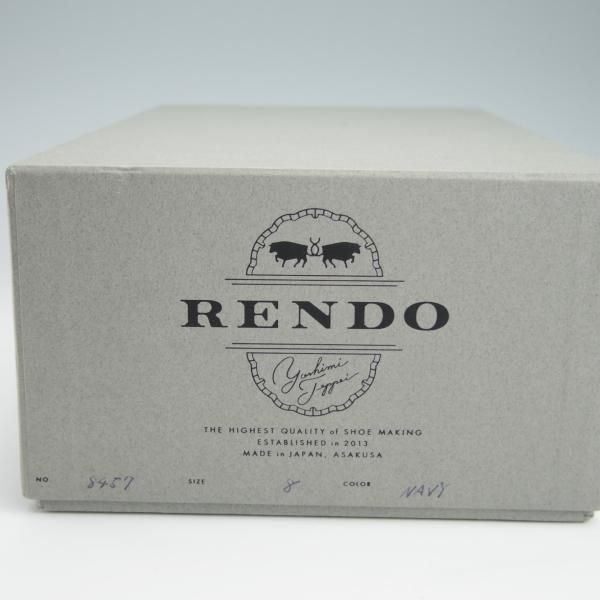 RENDO
Yoshimi
Teppei
THE HIGHEST QUALITY of SHOE MAKING
ESTABLISHED in 2013
MADE in JAPAN, ASAKUSA
NO. 8457 SIZE 8 COLOR NAVY